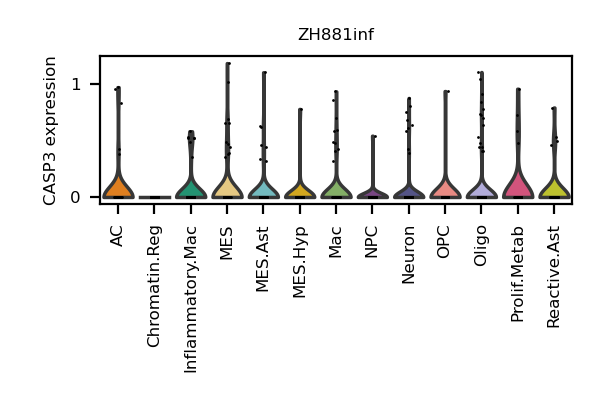 ZH881inf
CASP3 expression
1
0
AC
Chromatin.Reg
Inflammatory.Mac
MES
MES.Ast
MES.Hyp
Mac
NPC
Neuron
OPC
Oligo
Prolif.Metab
Reactive.Ast